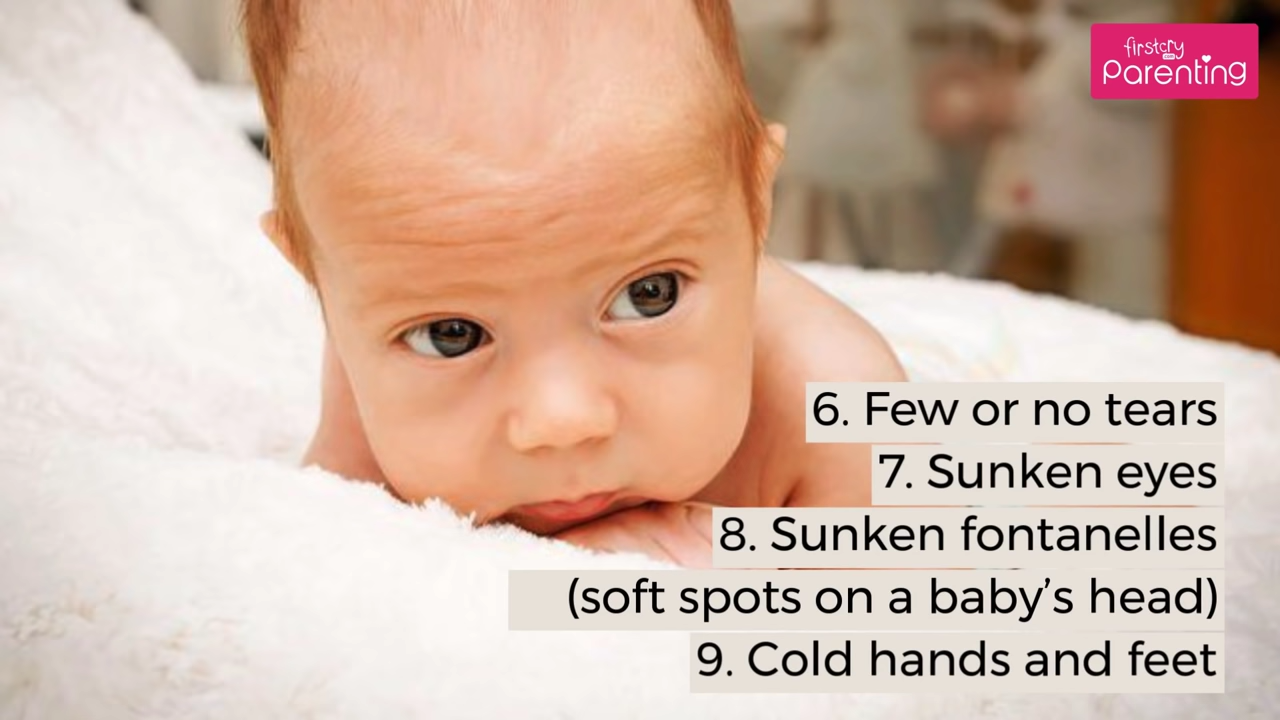 firstcry
.com
Parenting
6. Few or no tears
7. Sunken eyes
8. Sunken fontanelles
(soft spots on a baby’s head)
9. Cold hands and feet